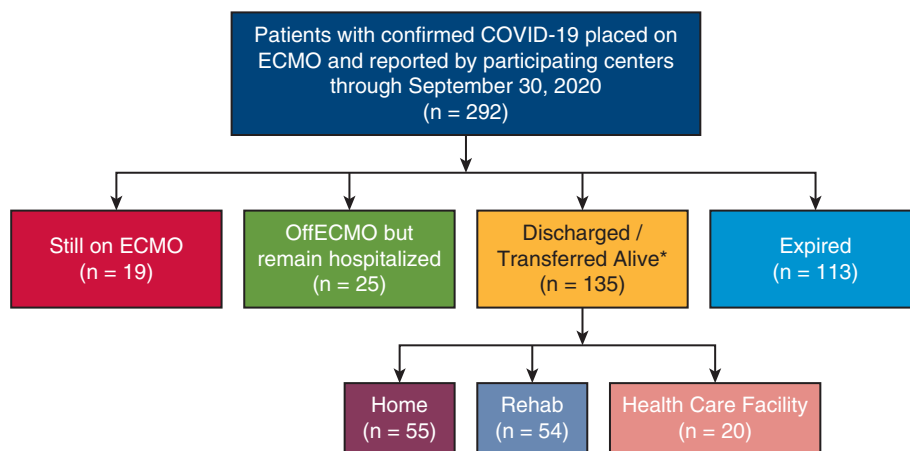 Patients with confirmed COVID-19 placed on
ECMO and reported by participating centers
through September 30, 2020
(n = 292)
Still on ECMO
(n = 19)
OffECMO but
remain hospitalized
(n = 25)
Discharged /
Transferred Alive*
(n = 135)
Expired
(n = 113)
Home
(n = 55)
Rehab
(n = 54)
Health Care Facility
(n = 20)